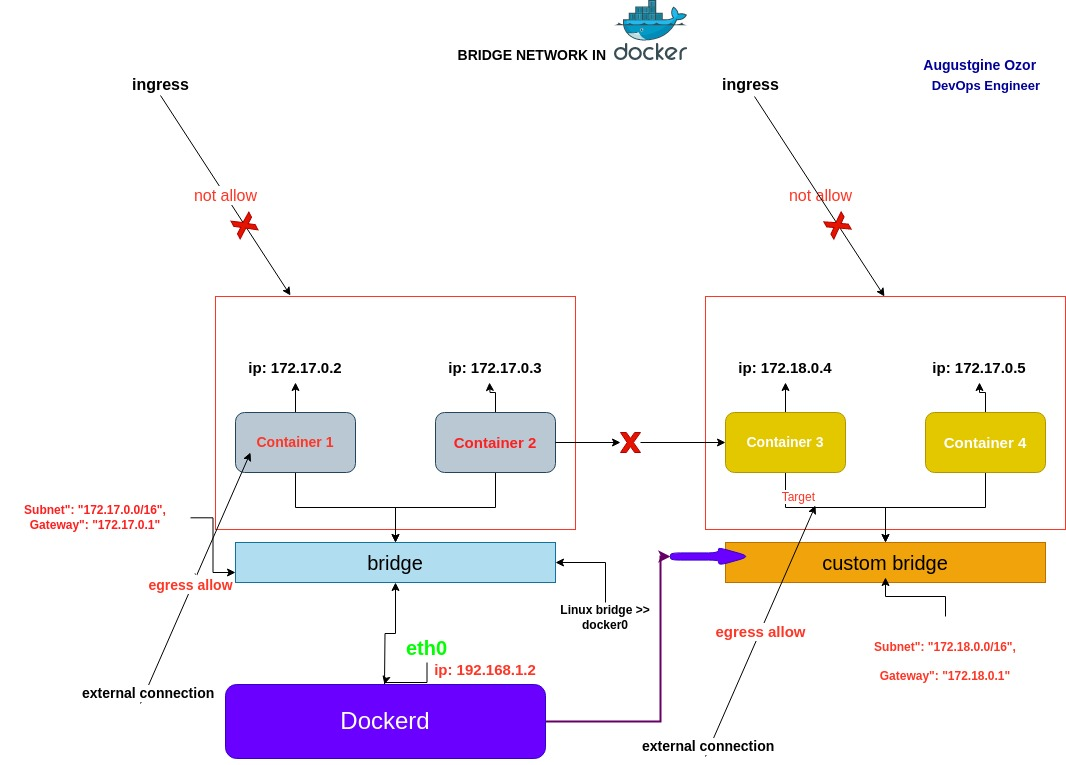 BRIDGE NETWORK IN docker
Augustgine Ozor
DevOps Engineer
ingress
ingress
not allow
not allow
ip: 172.17.0.2
ip: 172.17.0.3
ip: 172.18.0.4
ip: 172.17.0.5
Container 1
Container 2
Container 3
Container 4
Target
Subnet": "172.17.0.0/16",
Gateway": "172.17.0.1"
bridge
custom bridge
egress allow
Linux bridge >>
docker0
egress allow
eth0
ip: 192.168.1.2
Subnet": "172.18.0.0/16",
Gateway": "172.18.0.1"
external connection
Dockerd
external connection